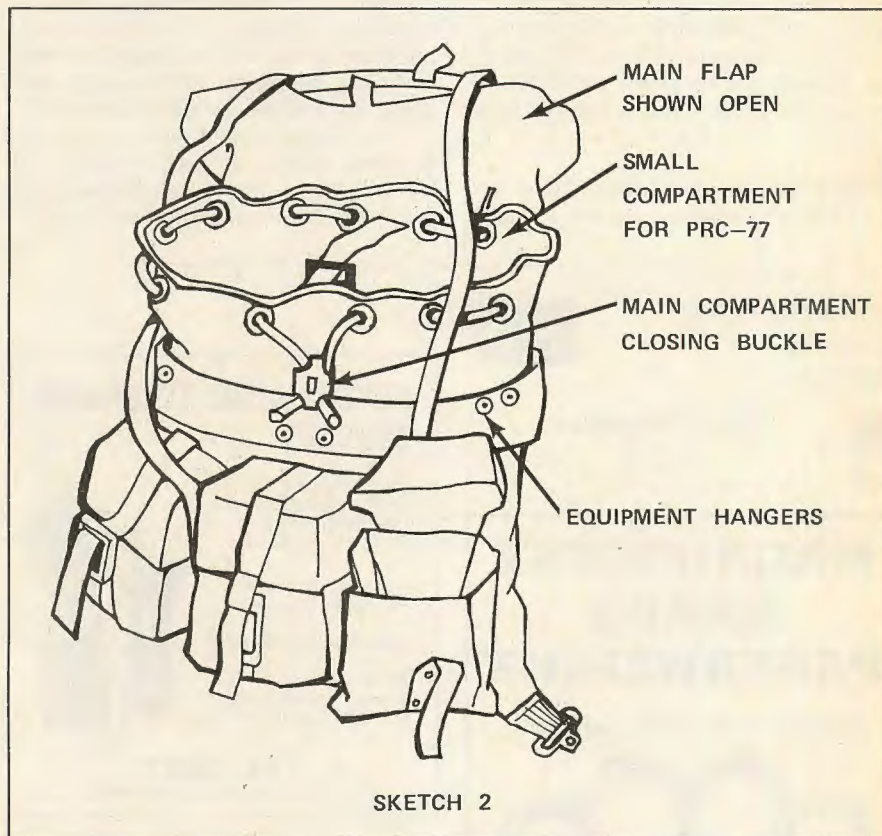 MAIN FLAP
SHOWN OPEN
SMALL
COMPARTMENT
FOR PRC–77
MAIN COMPARTMENT
CLOSING BUCKLE
EQUIPMENT HANGERS
SKETCH 2